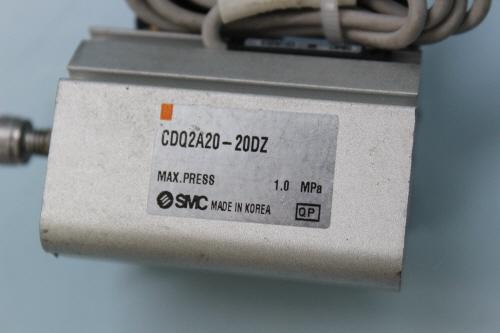 CDQ2A20-20DZ
MAX.PRESS 1.0 MPa
SMC MADE IN KOREA QP